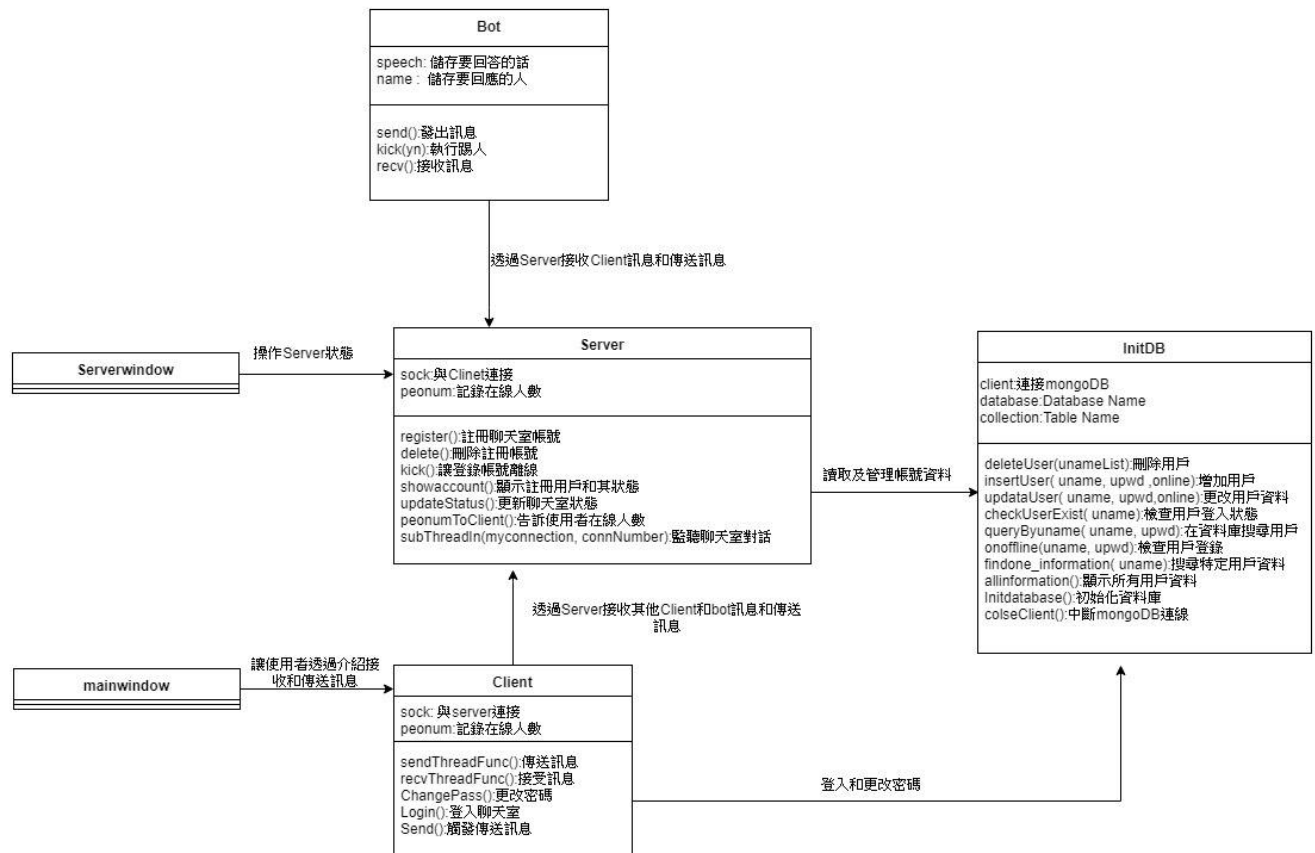 Bot
speech: 儲存要回答的話
name : 儲存要回應的人
send():發出訊息
kick(yn):執行踢人
recv():接收訊息
透過Server接收Client訊息和傳送訊息
Serverwindow
操作Server狀態
Server
sock:與Clinet連接
peonum:記錄在線人數
register():註冊聊天室帳號
delete():刪除註冊帳號
kick():讓登錄帳號離線
showaccount():顯示註冊用戶和其狀態
updateStatus():更新聊天室狀態
peonumToClient():告訴使用者在線人數
subThreadIn(myconnection, connNumber):監聽聊天室對話
讀取及管理帳號資料
InitDB
client:連接mongoDB
database:Database Name
collection:Table Name
deleteUser(unameList):刪除用戶
insertUser( uname, upwd ,online):增加用戶
updataUser( uname, upwd,online):更改用戶資料
checkUserExist( uname):檢查用戶登入狀態
queryByuname( uname, upwd):在資料庫搜尋用戶
onoffline(uname, upwd):檢查用戶登錄
findone_information( uname):搜尋特定用戶資料
allinformation():顯示所有用戶資料
Initdatabase():初始化資料庫
colseClient():中斷mongoDB連線
透過Server接收其他Client和bot訊息和傳送
訊息
mainwindow
讓使用者透過介紹接
收和傳送訊息
Client
sock: 與server連接
peonum:記錄在線人數
sendThreadFunc():傳送訊息
recvThreadFunc():接受訊息
ChangePass():更改密碼
Login():登入聊天室
Send():觸發傳送訊息
登入和更改密碼